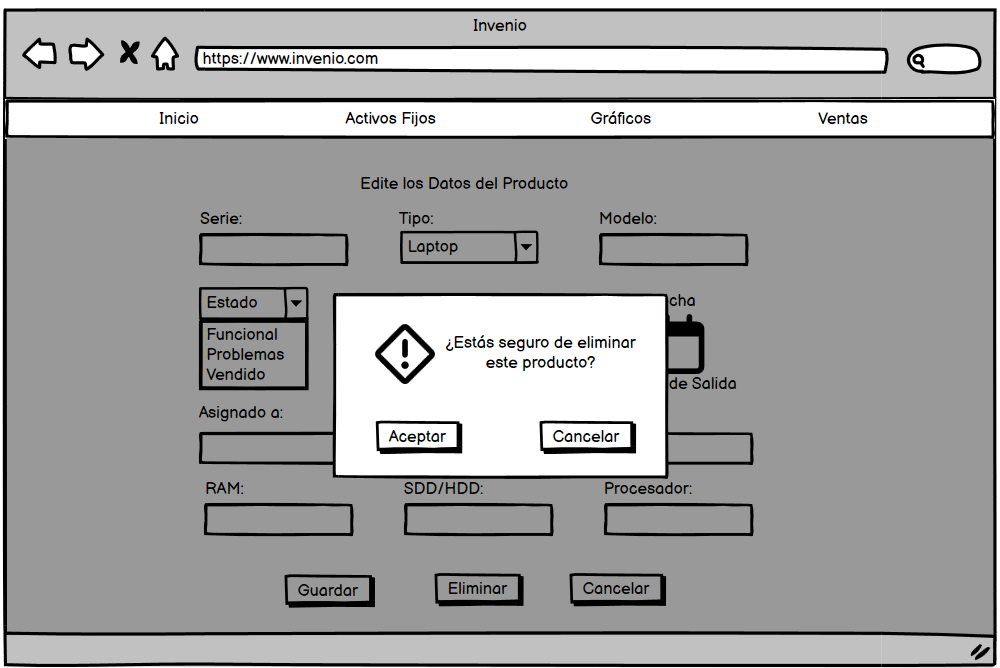 Invenio
https://www.invenio.com
Inicio Activos Fijos Gráficos Ventas
Edite los Datos del Producto
Serie: Tipo: Modelo:
Laptop
Estado
Funcional
Problemas
Vendido
cha
de Salida
¿Estás seguro de eliminar
este producto?
Aceptar Cancelar
Asignado a:
RAM: SDD/HDD: Procesador:
Guardar Eliminar Cancelar